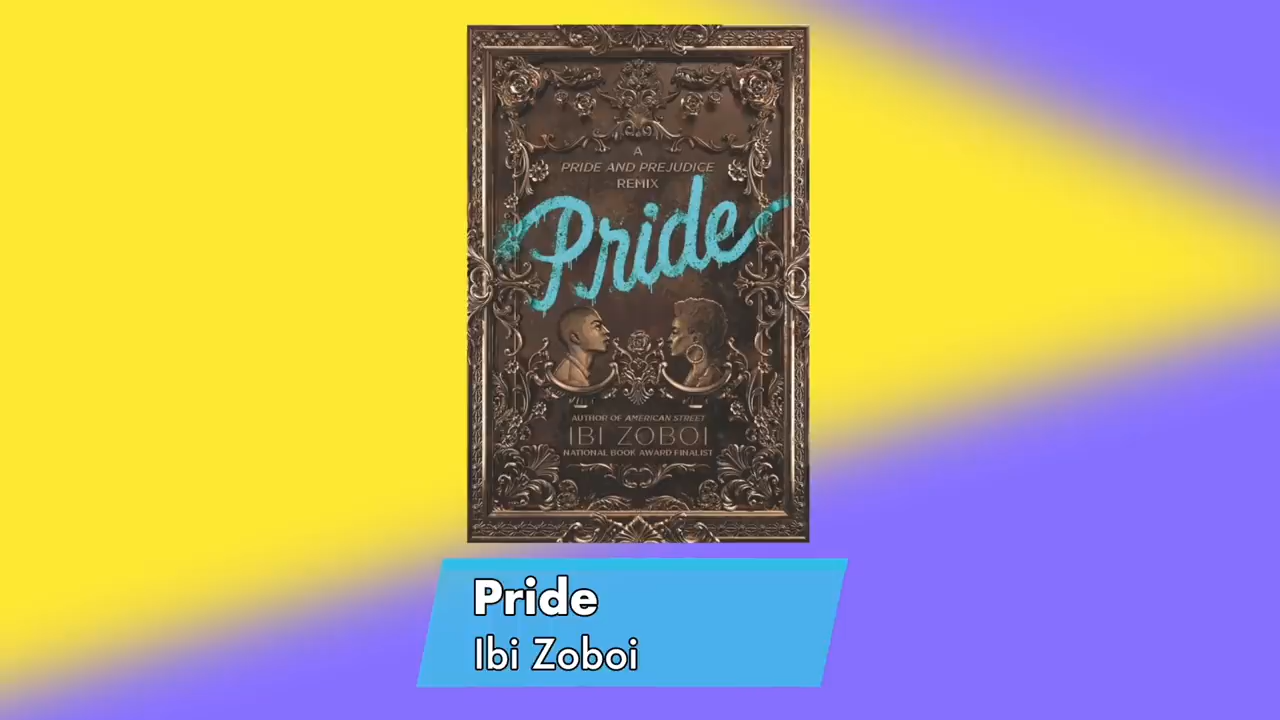 A
PRIDE AND PREJUDICE
REMIX
Pride
AUTHOR OF AMERICAN STREET
IBI ZOBOI
NATIONAL BOOK AWARD FINALIST
Pride
Ibi Zoboi